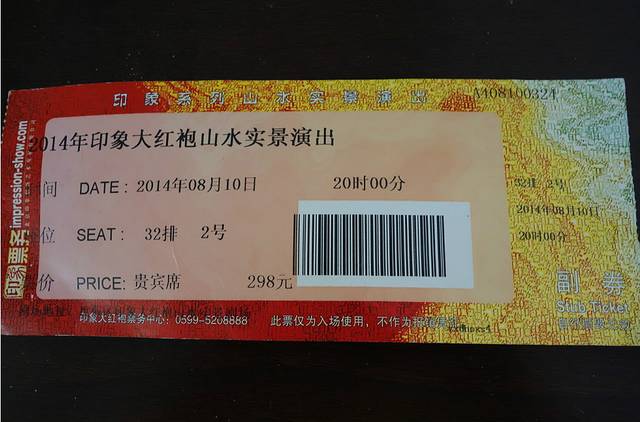 印象系列山水实景演出
A108100324
2014年印象大红袍山水实景演出
时间 DATE: 2014年08月10日 20时00分
座位 SEAT: 32排 2号
价 PRICE: 贵宾席 298元
印象大红袍票务中心: 0599-5208888 此票仅为入场使用，不作为报销凭证
印象票务 impression-show.com
32排 2号
2014年08月10日
20时00分
副 券
Stub Ticket